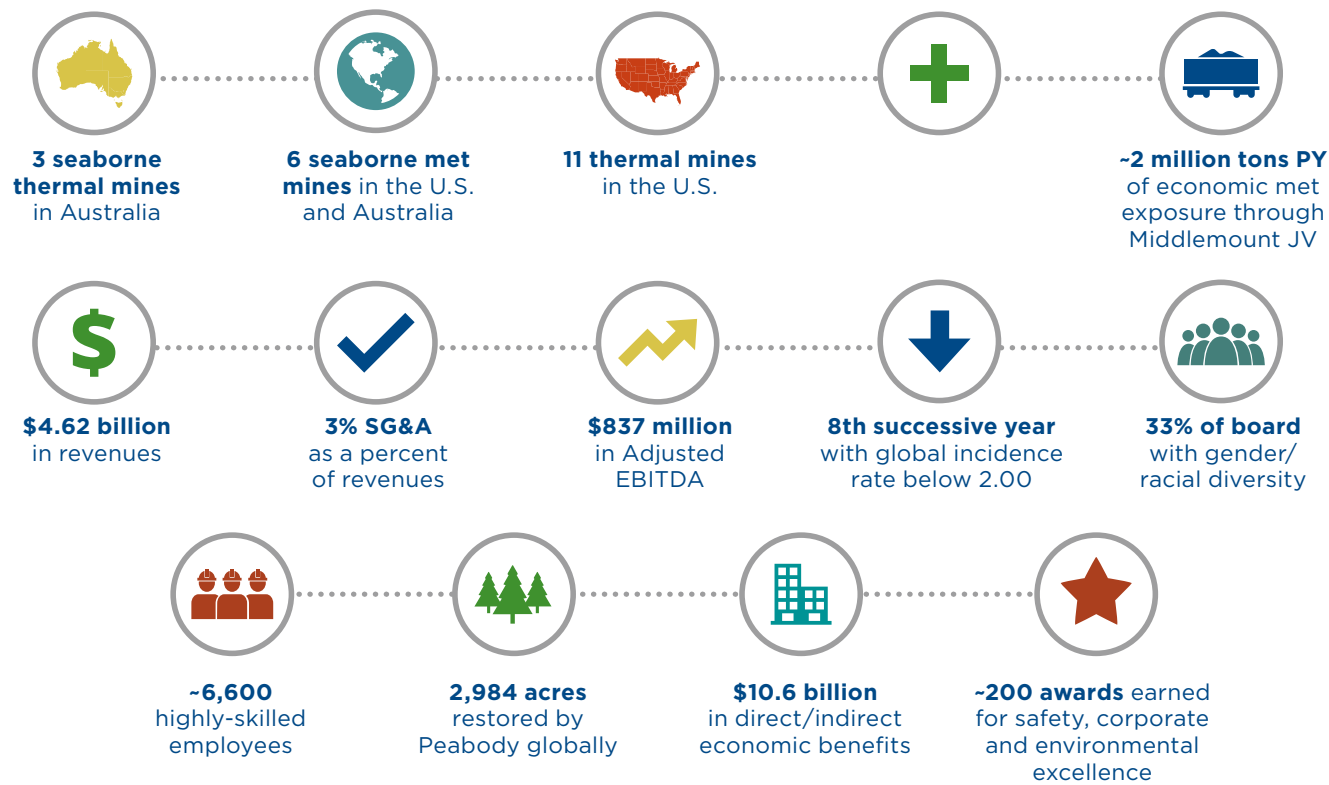 3 seaborne
thermal mines
in Australia
6 seaborne met
mines in the U.S.
and Australia
11 thermal mines
in the U.S.
~2 million tons PY
of economic met
exposure through
Middlemount JV
$
$4.62 billion
in revenues
3% SG&A
as a percent
of revenues
$837 million
in Adjusted
EBITDA
8th successive year
with global incidence
rate below 2.00
33% of board
with gender/
racial diversity
~6,600
highly-skilled
employees
2,984 acres
restored by
Peabody globally
$10.6 billion
in direct/indirect
economic benefits
~200 awards earned
for safety, corporate
and environmental
excellence